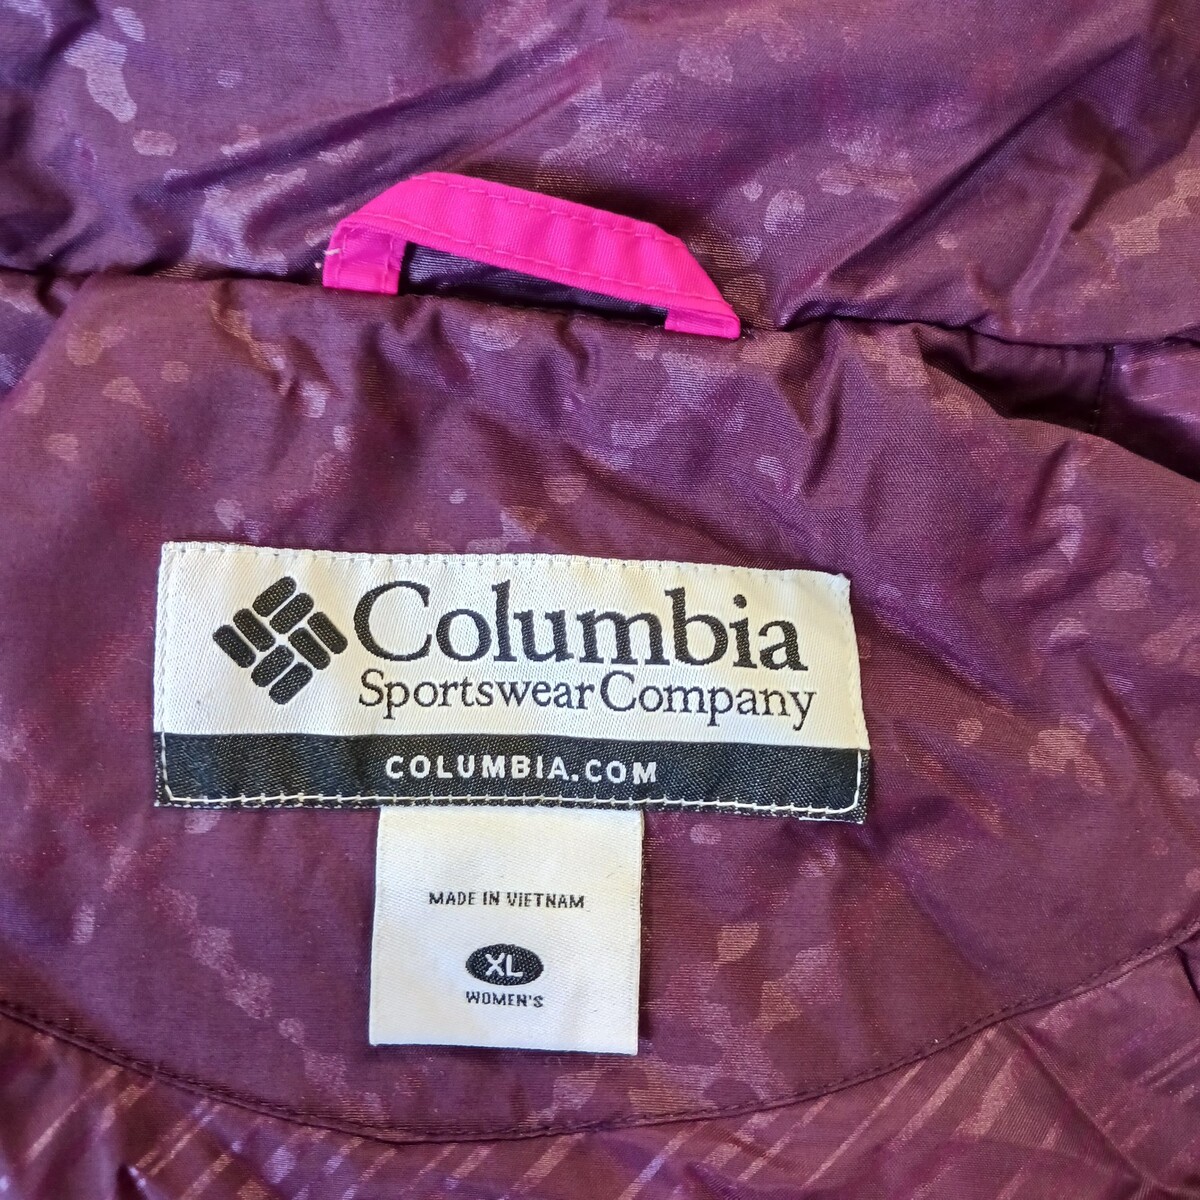 Columbia
Sportswear Company
COLUMBIA.COM
MADE IN VIETNAM
XL
WOMEN'S